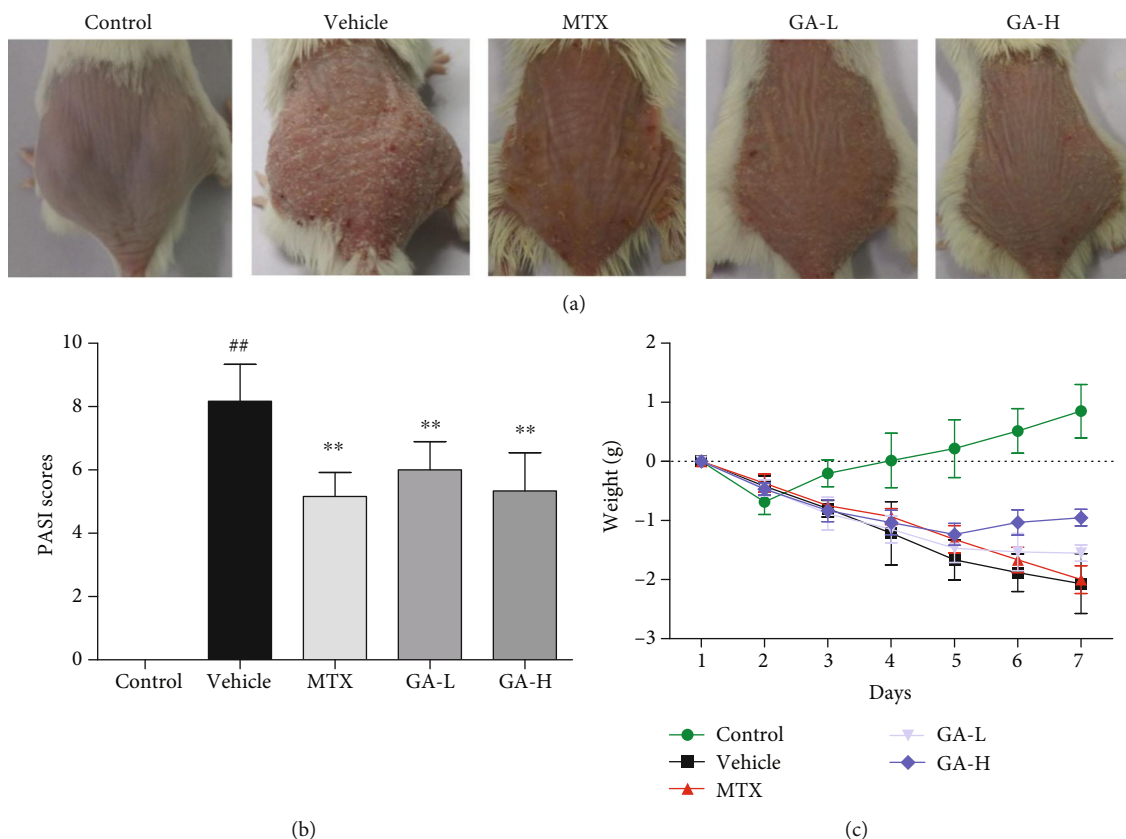 Control Vehicle MTX GA-L GA-H
(a)
10
8
6
4
2
0
PASI scores
##
**
**
**
Control Vehicle MTX GA-L GA-H
(b)
2
1
0
−1
−2
−3
Weight (g)
1 2 3 4 5 6 7
Days
Control
Vehicle
MTX
GA-L
GA-H
(c)